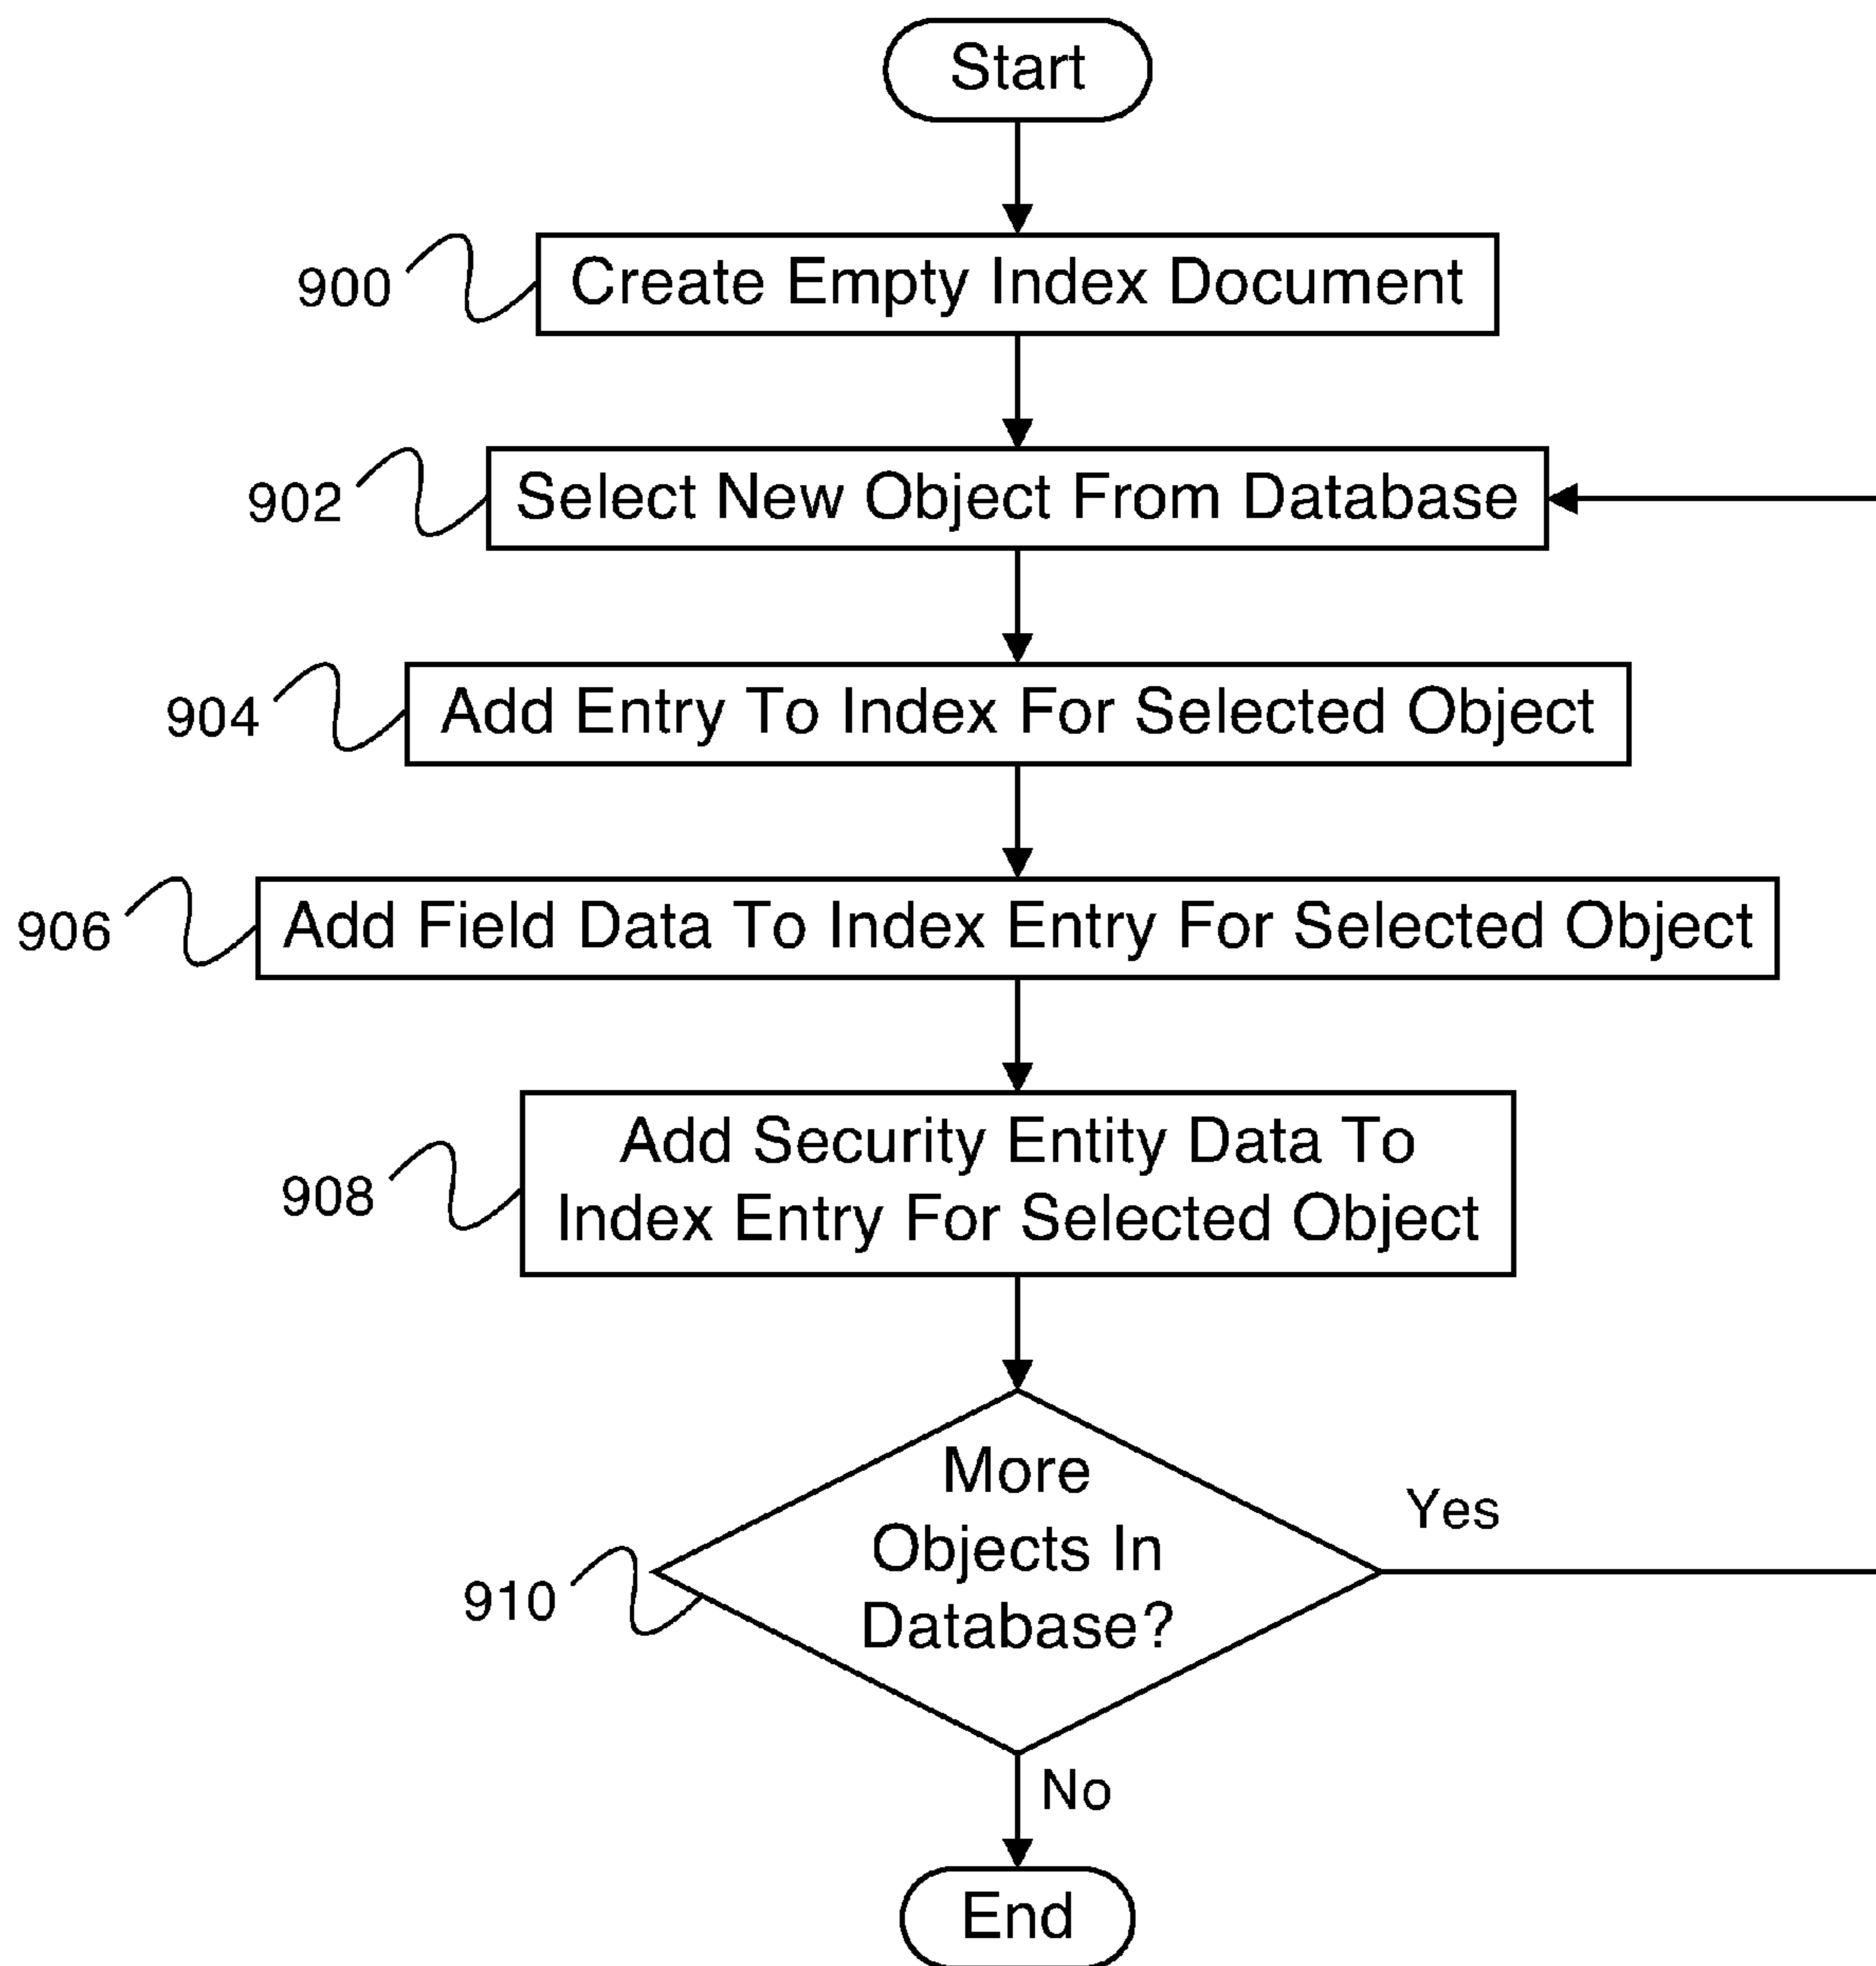 Start
900
Create Empty Index Document
902
Select New Object From Database
904
Add Entry To Index For Selected Object
906
Add Field Data To Index Entry For Selected Object
908
Add Security Entity Data To
Index Entry For Selected Object
910
More
Objects In
Database?
Yes
No
End